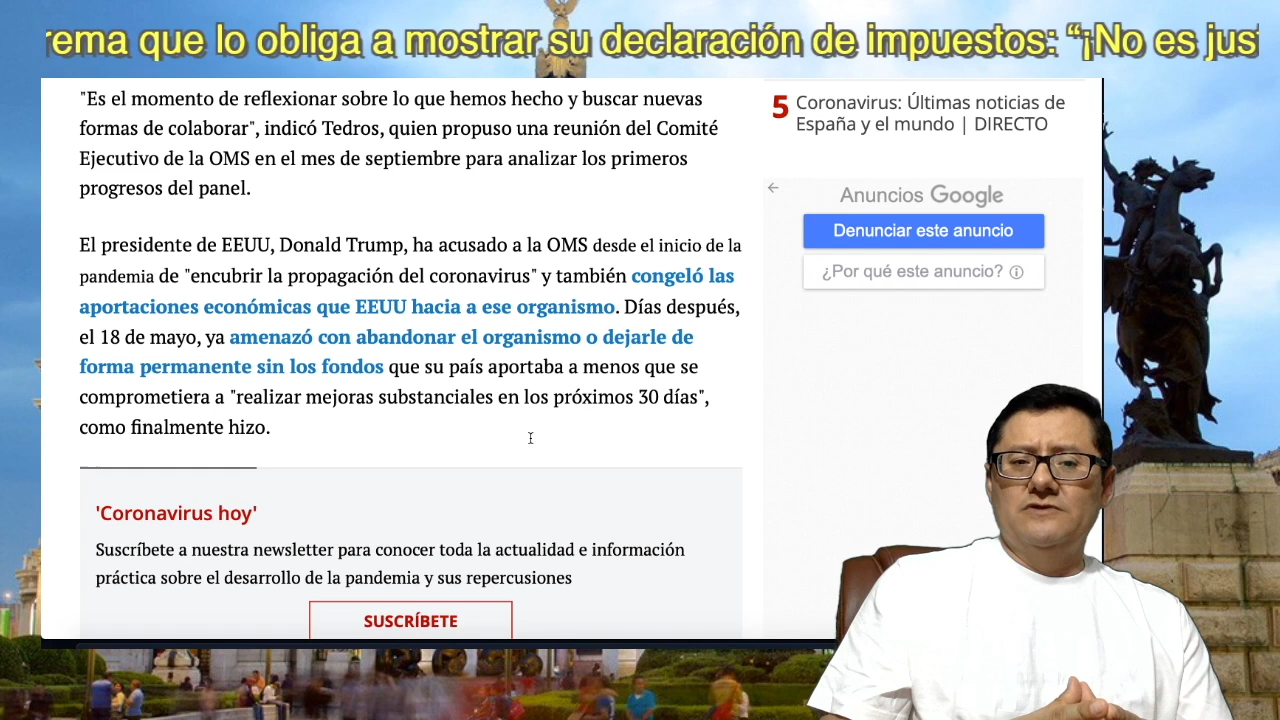 rema que lo obliga a mostrar su declaración de impuestos: “¡No es jus
"Es el momento de reflexionar sobre lo que hemos hecho y buscar nuevas
formas de colaborar", indicó Tedros, quien propuso una reunión del Comité
Ejecutivo de la OMS en el mes de septiembre para analizar los primeros
progresos del panel.
El presidente de EEUU, Donald Trump, ha acusado a la OMS desde el inicio de la
pandemia de "encubrir la propagación del coronavirus" y también congeló las
aportaciones económicas que EEUU hacia a ese organismo. Días después,
el 18 de mayo, ya amenazó con abandonar el organismo o dejarle de
forma permanente sin los fondos que su país aportaba a menos que se
comprometiera a "realizar mejoras substanciales en los próximos 30 días",
como finalmente hizo.
'Coronavirus hoy'
Suscríbete a nuestra newsletter para conocer toda la actualidad e información
práctica sobre el desarrollo de la pandemia y sus repercusiones
SUSCRÍBETE
5 Coronavirus: Últimas noticias de
España y el mundo | DIRECTO
Anuncios Google
Denunciar este anuncio
¿Por qué este anuncio?